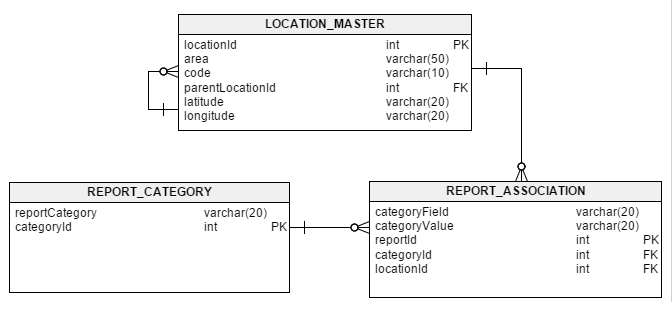 LOCATION_MASTER
locationId int PK
area varchar(50)
code varchar(10)
parentLocationId int FK
latitude varchar(20)
longitude varchar(20)
REPORT_CATEGORY
reportCategory varchar(20)
categoryId int PK
REPORT_ASSOCIATION
categoryField varchar(20)
categoryValue varchar(20)
reportId int PK
categoryId int FK
locationId int FK